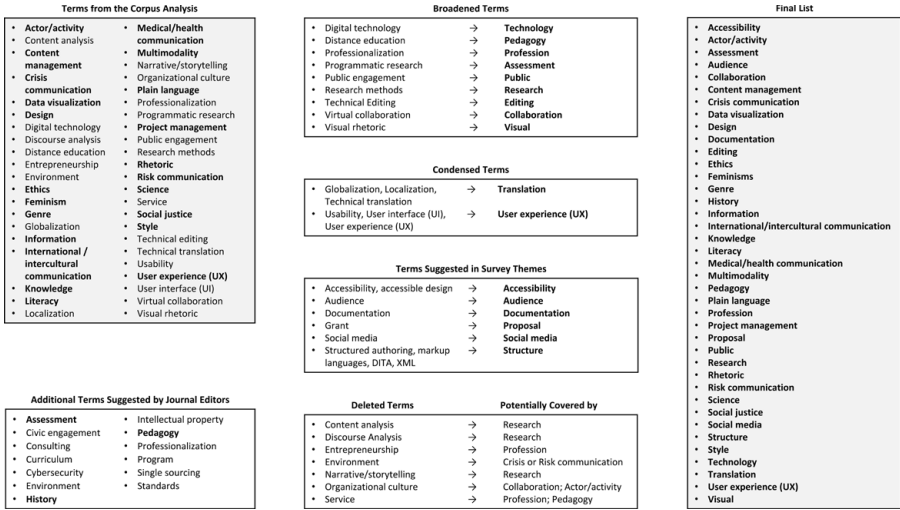 Terms from the Corpus Analysis
• Actor/activity
• Content analysis
• Content
management
• Crisis
communication
• Data visualization
• Design
• Digital technology
• Discourse analysis
• Distance education
• Entrepreneurship
• Environment
• Ethics
• Feminism
• Genre
• Globalization
• Information
• International /
intercultural
communication
• Knowledge
• Literacy
• Localization
• Medical/health
communication
• Multimodality
• Narrative/storytelling
• Organizational culture
• Plain language
• Professionalization
• Programmatic research
• Project management
• Public engagement
• Research methods
• Rhetoric
• Risk communication
• Science
• Service
• Social justice
• Style
• Technical editing
• Technical translation
• Usability
• User experience (UX)
• User interface (UI)
• Virtual collaboration
• Visual rhetoric
Additional Terms Suggested by Journal Editors
• Assessment
• Civic engagement
• Consulting
• Curriculum
• Cybersecurity
• Environment
• History
• Intellectual property
• Pedagogy
• Professionalization
• Program
• Single sourcing
• Standards
Broadened Terms
• Digital technology → Technology
• Distance education → Pedagogy
• Professionalization → Profession
• Programmatic research → Assessment
• Public engagement → Public
• Research methods → Research
• Technical Editing → Editing
• Virtual collaboration → Collaboration
• Visual rhetoric → Visual
Condensed Terms
• Globalization, Localization, → Translation
Technical translation
• Usability, User interface (UI), → User experience (UX)
User experience (UX)
Terms Suggested in Survey Themes
• Accessibility, accessible design → Accessibility
• Audience → Audience
• Documentation → Documentation
• Grant → Proposal
• Social media → Social media
• Structured authoring, markup → Structure
languages, DITA, XML
Deleted Terms Potentially Covered by
• Content analysis → Research
• Discourse Analysis → Research
• Entrepreneurship → Profession
• Environment → Crisis or Risk communication
• Narrative/storytelling → Research
• Organizational culture → Collaboration; Actor/activity
• Service → Profession; Pedagogy
Final List
• Accessibility
• Actor/activity
• Assessment
• Audience
• Collaboration
• Content management
• Crisis communication
• Data visualization
• Design
• Documentation
• Editing
• Ethics
• Feminisms
• Genre
• History
• Information
• International/intercultural communication
• Knowledge
• Literacy
• Medical/health communication
• Multimodality
• Pedagogy
• Plain language
• Profession
• Project management
• Proposal
• Public
• Research
• Rhetoric
• Risk communication
• Science
• Social justice
• Social media
• Structure
• Style
• Technology
• Translation
• User experience (UX)
• Visual